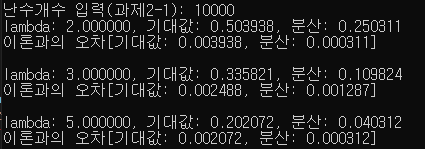 난수개수 입력(과제2-1): 10000
lambda: 2.000000, 기대값: 0.503938, 분산: 0.250311
이론과의 오차[기대값: 0.003938, 분산: 0.000311]
lambda: 3.000000, 기대값: 0.335821, 분산: 0.109824
이론과의 오차[기대값: 0.002488, 분산: 0.001287]
lambda: 5.000000, 기대값: 0.202072, 분산: 0.040312
이론과의 오차[기대값: 0.002072, 분산: 0.000312]